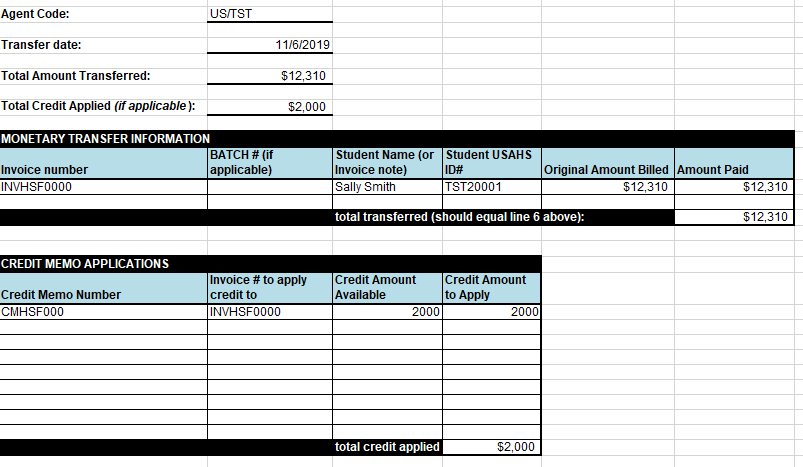 Agent Code: US/TST
Transfer date: 11/6/2019
Total Amount Transferred: $12,310
Total Credit Applied (if applicable): $2,000
MONETARY TRANSFER INFORMATION
BATCH # (if Student Name (or Student USAHS
Invoice number applicable) Invoice note) ID# Original Amount Billed Amount Paid
INVHSF0000 Sally Smith TST20001 $12,310 $12,310
total transferred (should equal line 6 above): $12,310
CREDIT MEMO APPLICATIONS
Invoice # to apply Credit Amount Credit Amount
Credit Memo Number credit to Available to Apply
CMHSF000 INVHSF0000 2000 2000
total credit applied $2,000